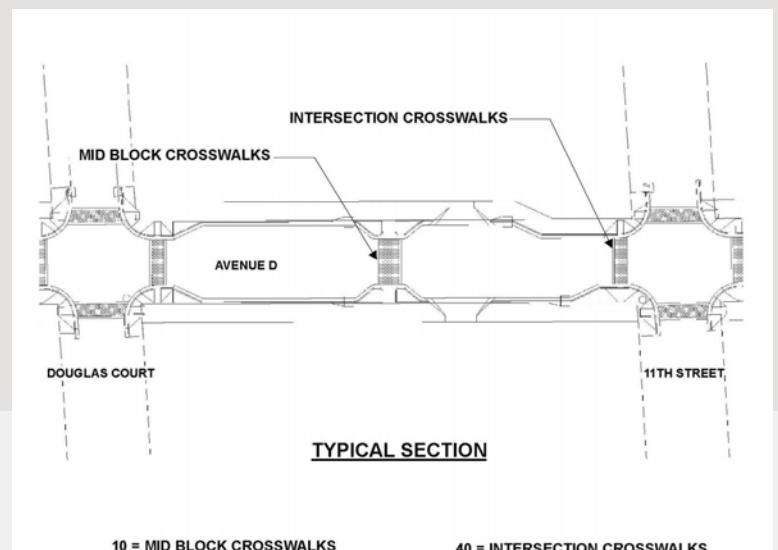 INTERSECTION CROSSWALKS
MID BLOCK CROSSWALKS
AVENUE D
DOUGLAS COURT
11TH STREET
TYPICAL SECTION
10 = MID BLOCK CROSSWALKS
40 = INTERSECTION CROSSWALKS